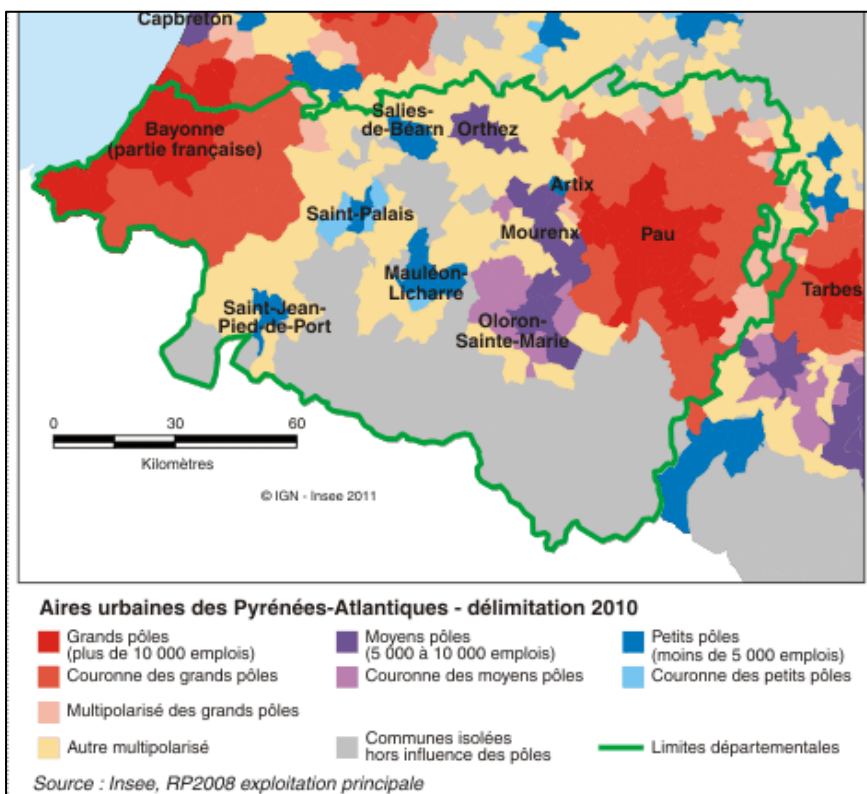 Capbreton
Bayonne
(partie française)
Salies-
de-Béarn
Orthez
Artix
Saint-Palais
Mourenx
Pau
Mauléon-
Licharre
Tarbes
Saint-Jean-
Pied-de-Port
Oloron-
Sainte-Marie
0 30 60
Kilomètres
© IGN - Insee 2011
Aires urbaines des Pyrénées-Atlantiques - délimitation 2010
Grands pôles
(plus de 10 000 emplois)
Moyens pôles
(5 000 à 10 000 emplois)
Petits pôles
(moins de 5 000 emplois)
Couronne des grands pôles
Couronne des moyens pôles
Couronne des petits pôles
Multipolarisé des grands pôles
Autre multipolarisé
Communes isolées
hors influence des pôles
Limites départementales
Source : Insee, RP2008 exploitation principale